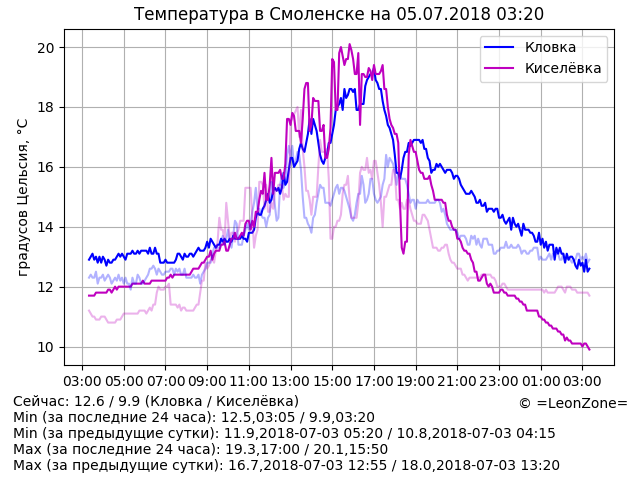 Температура в Смоленске на 05.07.2018 03:20
Кловка
Киселёвка
градусов Цельсия, °C
20
18
16
14
12
10
03:00 05:00 07:00 09:00 11:00 13:00 15:00 17:00 19:00 21:00 23:00 01:00 03:00
Сейчас: 12.6 / 9.9 (Кловка / Киселёвка)
© =LeonZone=
Min (за последние 24 часа): 12.5,03:05 / 9.9,03:20
Min (за предыдущие сутки): 11.9,2018-07-03 05:20 / 10.8,2018-07-03 04:15
Max (за последние 24 часа): 19.3,17:00 / 20.1,15:50
Max (за предыдущие сутки): 16.7,2018-07-03 12:55 / 18.0,2018-07-03 13:20